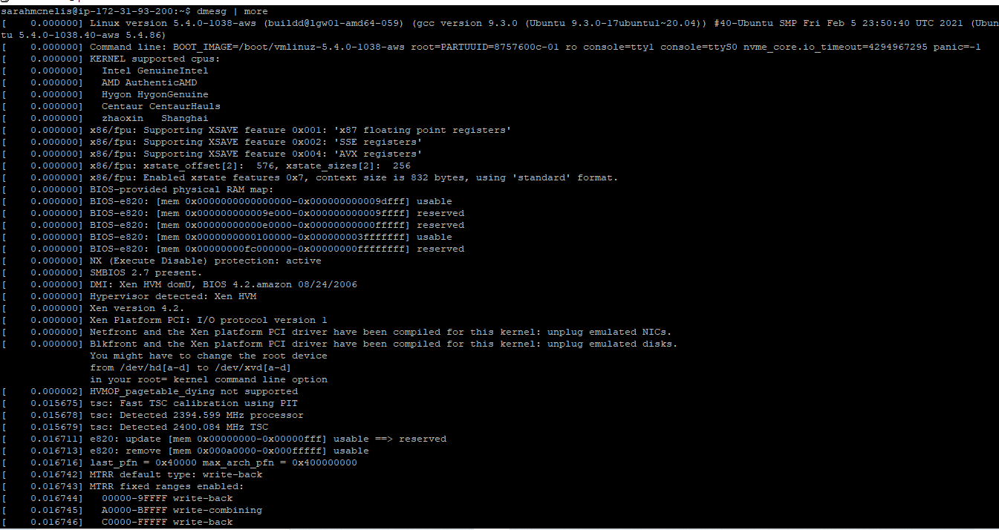 sarahmcnelis@ip-172-31-93-200:~$ dmesg | more
[    0.000000] Linux version 5.4.0-1038-aws (buildd@lgw01-amd64-059) (gcc version 9.3.0 (Ubuntu 9.3.0-17ubuntu1~20.04)) #40-Ubuntu SMP Fri Feb 5 23:50:40 UTC 2021 (Ubun
tu 5.4.0-1038.40-aws 5.4.86)
[    0.000000] Command line: BOOT_IMAGE=/boot/vmlinuz-5.4.0-1038-aws root=PARTUUID=8757600c-01 ro console=tty1 console=ttyS0 nvme_core.io_timeout=4294967295 panic=-1
[    0.000000] KERNEL supported cpus:
[    0.000000]   Intel GenuineIntel
[    0.000000]   AMD AuthenticAMD
[    0.000000]   Hygon HygonGenuine
[    0.000000]   Centaur CentaurHauls
[    0.000000]   zhaoxin   Shanghai
[    0.000000] x86/fpu: Supporting XSAVE feature 0x001: 'x87 floating point registers'
[    0.000000] x86/fpu: Supporting XSAVE feature 0x002: 'SSE registers'
[    0.000000] x86/fpu: Supporting XSAVE feature 0x004: 'AVX registers'
[    0.000000] x86/fpu: xstate_offset[2]:  576, xstate_sizes[2]:  256
[    0.000000] x86/fpu: Enabled xstate features 0x7, context size is 832 bytes, using 'standard' format.
[    0.000000] BIOS-provided physical RAM map:
[    0.000000] BIOS-e820: [mem 0x0000000000000000-0x000000000009dfff] usable
[    0.000000] BIOS-e820: [mem 0x000000000009e000-0x000000000009ffff] reserved
[    0.000000] BIOS-e820: [mem 0x00000000000e0000-0x00000000000fffff] reserved
[    0.000000] BIOS-e820: [mem 0x0000000000100000-0x000000003fffffff] usable
[    0.000000] BIOS-e820: [mem 0x00000000fc000000-0x00000000ffffffff] reserved
[    0.000000] NX (Execute Disable) protection: active
[    0.000000] SMBIOS 2.7 present.
[    0.000000] DMI: Xen HVM domU, BIOS 4.2.amazon 08/24/2006
[    0.000000] Hypervisor detected: Xen HVM
[    0.000000] Xen version 4.2.
[    0.000000] Xen Platform PCI: I/O protocol version 1
[    0.000000] Netfront and the Xen platform PCI driver have been compiled for this kernel: unplug emulated NICs.
[    0.000000] Blkfront and the Xen platform PCI driver have been compiled for this kernel: unplug emulated disks.
               You might have to change the root device
               from /dev/hd[a-d] to /dev/xvd[a-d]
               in your root= kernel command line option
[    0.000002] HVMOP_pagetable_dying not supported
[    0.015675] tsc: Fast TSC calibration using PIT
[    0.015678] tsc: Detected 2394.599 MHz processor
[    0.015679] tsc: Detected 2400.084 MHz TSC
[    0.016711] e820: update [mem 0x00000000-0x00000fff] usable ==> reserved
[    0.016713] e820: remove [mem 0x000a0000-0x000fffff] usable
[    0.016716] last_pfn = 0x40000 max_arch_pfn = 0x400000000
[    0.016742] MTRR default type: write-back
[    0.016743] MTRR fixed ranges enabled:
[    0.016744]   00000-9FFFF write-back
[    0.016745]   A0000-BFFFF write-combining
[    0.016746]   C0000-FFFFF write-back